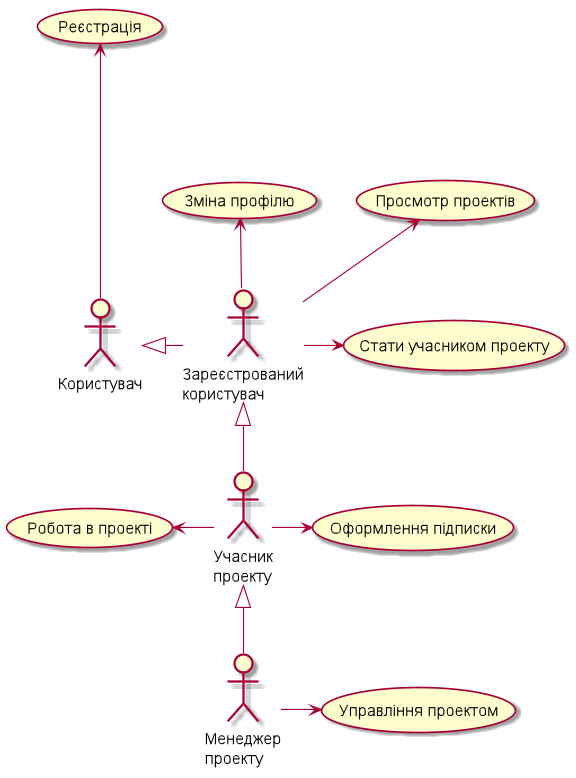 Реєстрація
Зміна профілю
Просмотр проектів
Стати учасником проекту
Користувач
Зареєстрований
користувач
Робота в проекті
Оформлення підписки
Учасник
проекту
Управління проектом
Менеджер
проекту